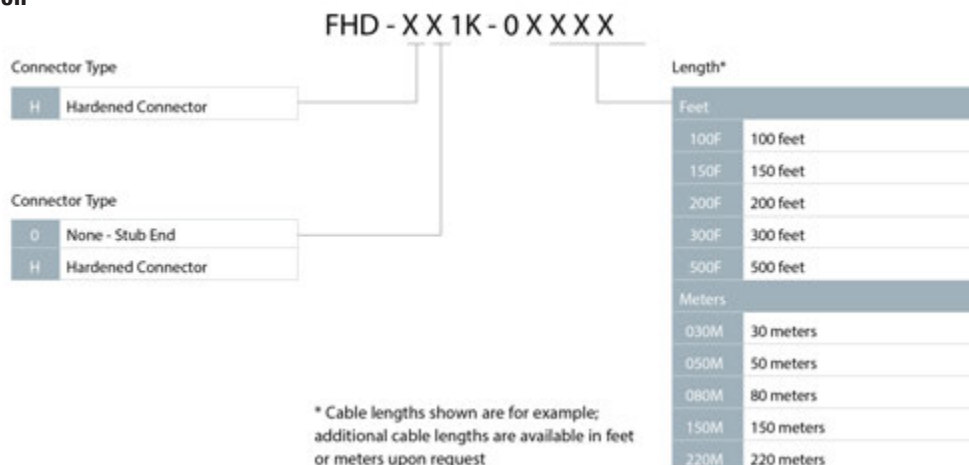 FHD - X X 1K - 0 X X X X
Connector Type
H Hardened Connector
Connector Type
0 None - Stub End
H Hardened Connector
Length*
Feet
100F 100 feet
150F 150 feet
200F 200 feet
300F 300 feet
500F 500 feet
Meters
030M 30 meters
050M 50 meters
080M 80 meters
150M 150 meters
220M 220 meters
* Cable lengths shown are for example;
additional cable lengths are available in feet
or meters upon request